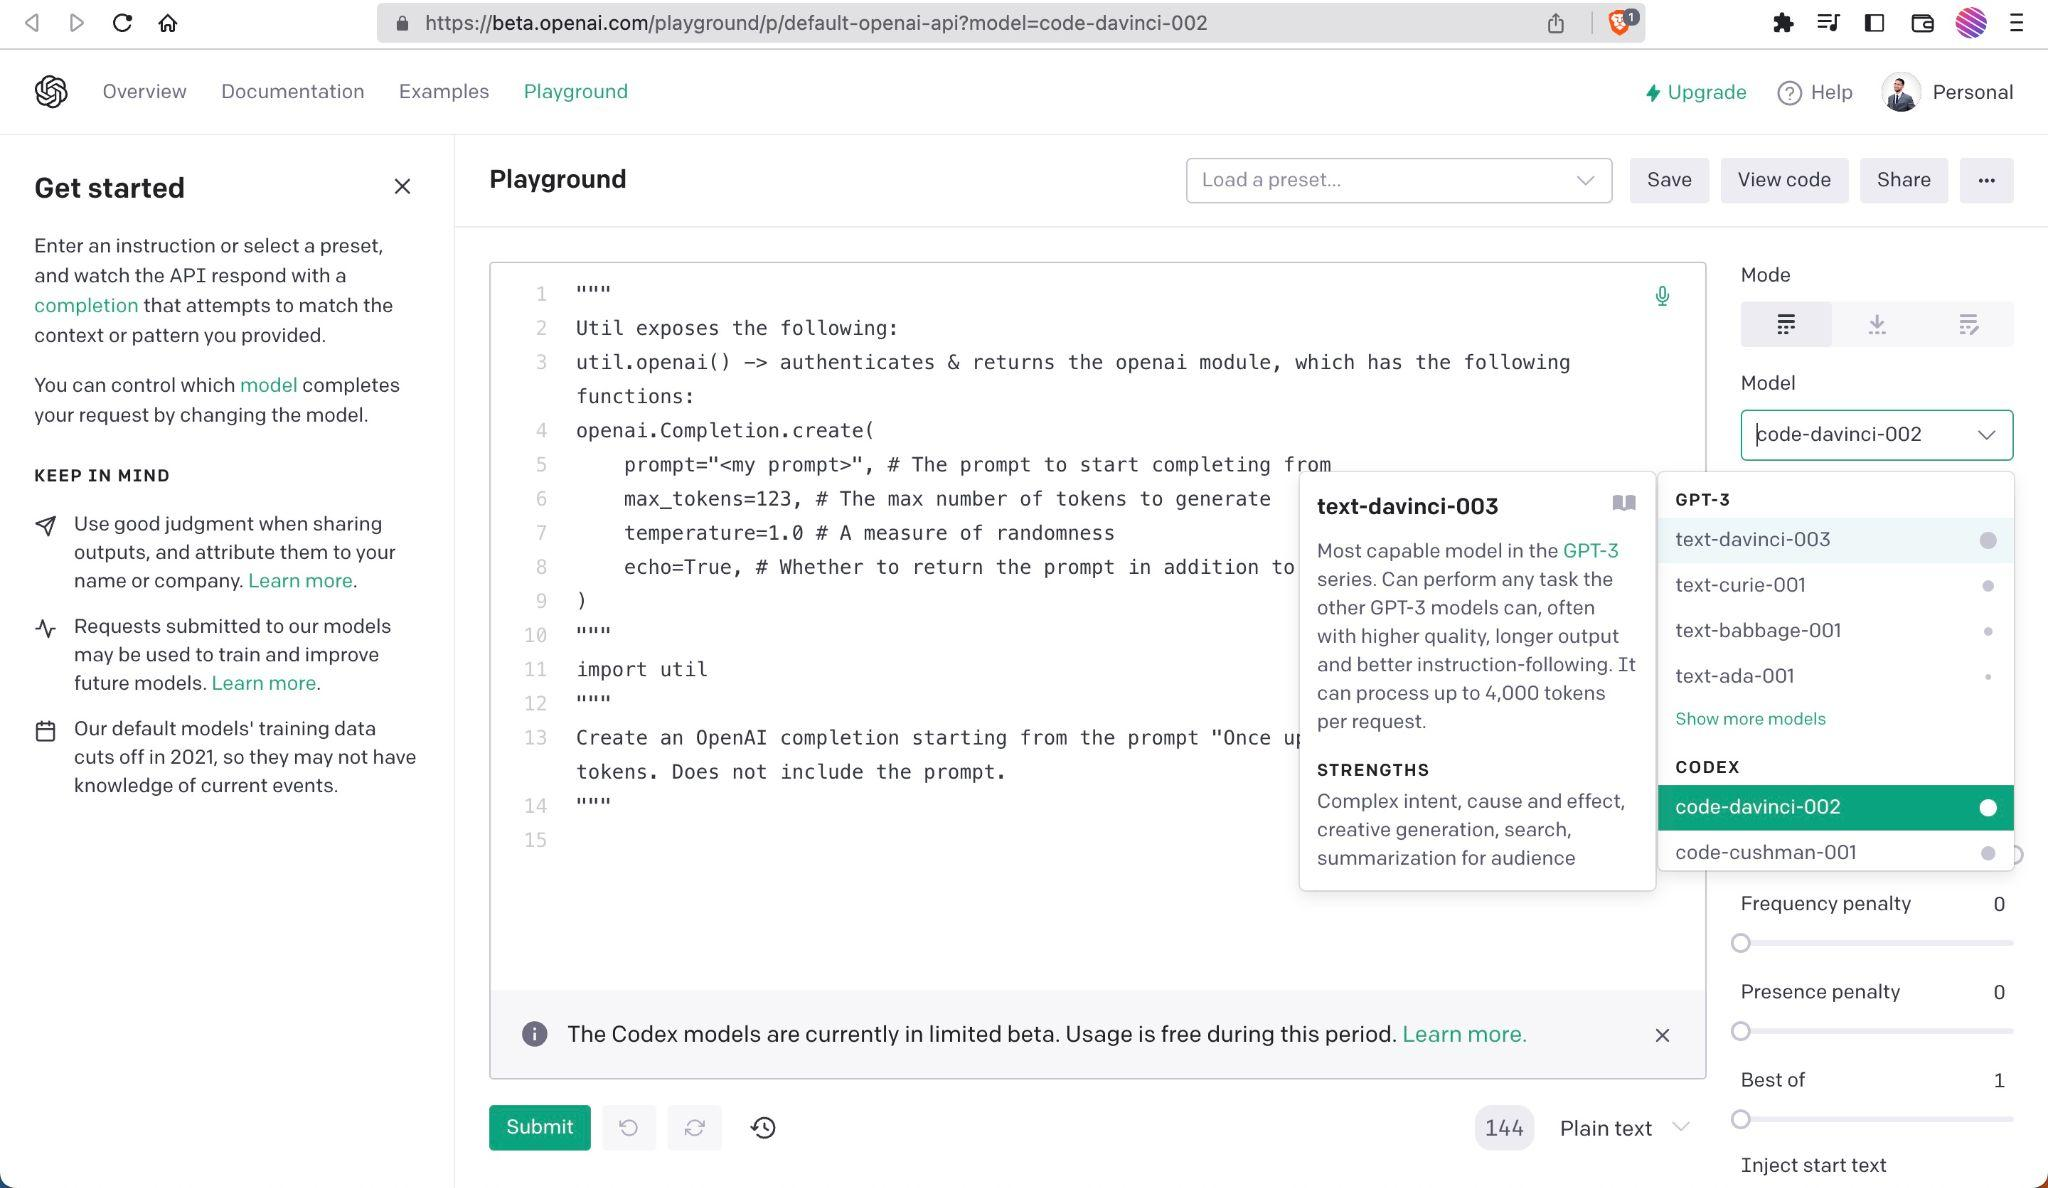 https://beta.openai.com/playground/p/default-openai-api?model=code-davinci-002
1
Overview
Documentation
Examples
Playground
Upgrade
Help
Personal
Get started
Enter an instruction or select a preset,
and watch the API respond with a
completion that attempts to match the
context or pattern you provided.
You can control which model completes
your request by changing the model.
KEEP IN MIND
Use good judgment when sharing
outputs, and attribute them to your
name or company. Learn more.
Requests submitted to our models
may be used to train and improve
future models. Learn more.
Our default models' training data
cuts off in 2021, so they may not have
knowledge of current events.
Playground
Load a preset...
Save
View code
Share
...
1 """
2 Util exposes the following:
3 util.openai() -> authenticates & returns the openai module, which has the following
functions:
4 openai.Completion.create(
5 prompt="<my prompt>", # The prompt to start completing from
6 max_tokens=123, # The max number of tokens to generate
7 temperature=1.0 # A measure of randomness
8 echo=True, # Whether to return the prompt in addition to
9 )
10 """
11 import util
12 """
13 Create an OpenAI completion starting from the prompt "Once up
tokens. Does not include the prompt.
14 """
15
The Codex models are currently in limited beta. Usage is free during this period. Learn more.
Submit
144
Plain text
text-davinci-003
Most capable model in the GPT-3
series. Can perform any task the
other GPT-3 models can, often
with higher quality, longer output
and better instruction-following. It
can process up to 4,000 tokens
per request.
STRENGTHS
Complex intent, cause and effect,
creative generation, search,
summarization for audience
Mode
Model
code-davinci-002
GPT-3
text-davinci-003
text-curie-001
text-babbage-001
text-ada-001
Show more models
CODEX
code-davinci-002
code-cushman-001
Frequency penalty 0
Presence penalty 0
Best of 1
Inject start text